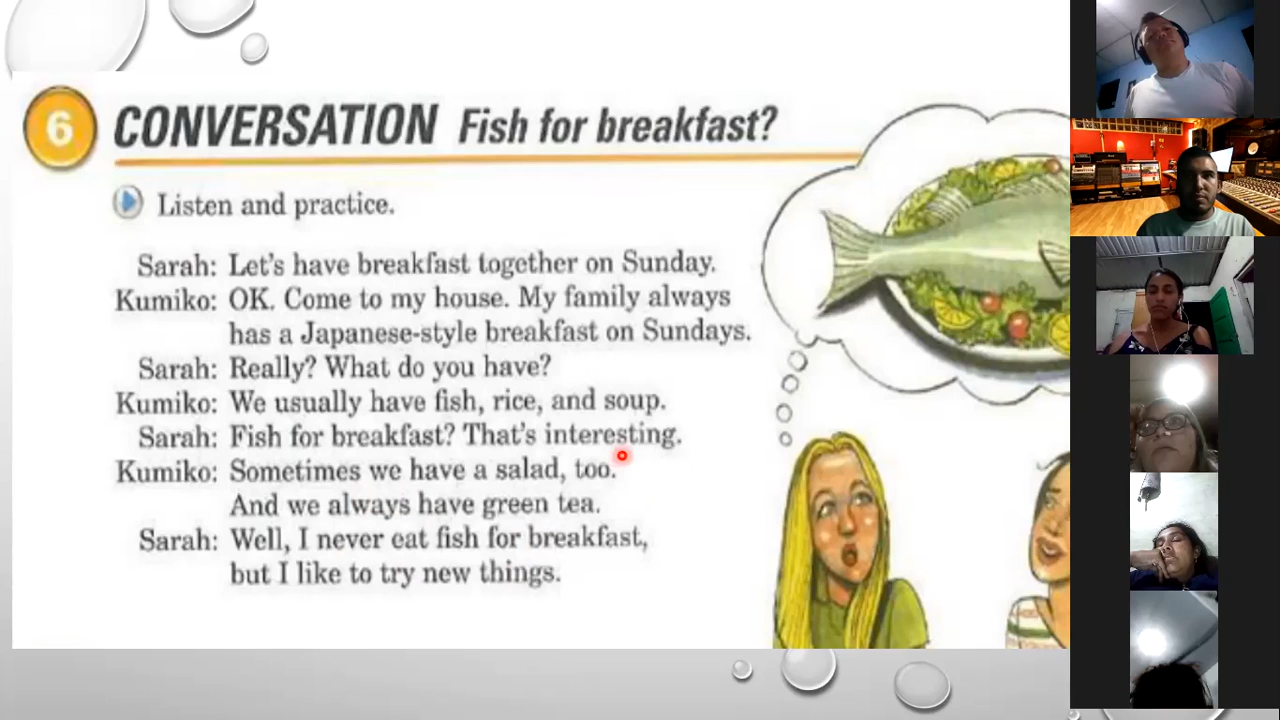 6 CONVERSATION Fish for breakfast?
Listen and practice.
Sarah: Let's have breakfast together on Sunday.
Kumiko: OK. Come to my house. My family always
has a Japanese-style breakfast on Sundays.
Sarah: Really? What do you have?
Kumiko: We usually have fish, rice, and soup.
Sarah: Fish for breakfast? That's interesting.
Kumiko: Sometimes we have a salad, too.
And we always have green tea.
Sarah: Well, I never eat fish for breakfast,
but I like to try new things.